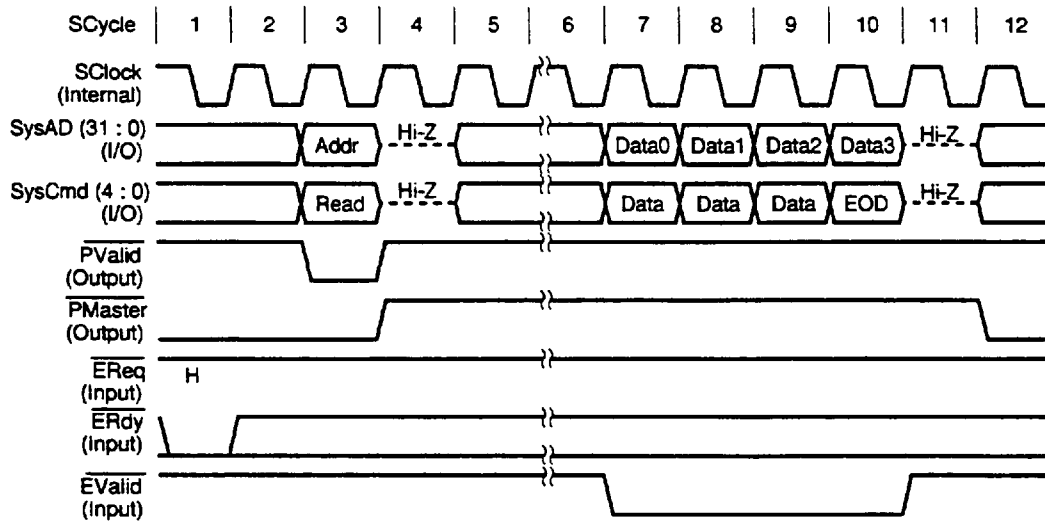 SCycle 1 2 3 4 5 6 7 8 9 10 11 12
SClock
(Internal)
SysAD (31 : 0)
(I/O)
Addr Hi-Z Data0 Data1 Data2 Data3 Hi-Z
SysCmd (4 : 0)
(I/O)
Read Hi-Z Data Data Data EOD Hi-Z
PValid
(Output)
PMaster
(Output)
EReq
(Input)
H
ERdy
(Input)
EValid
(Input)